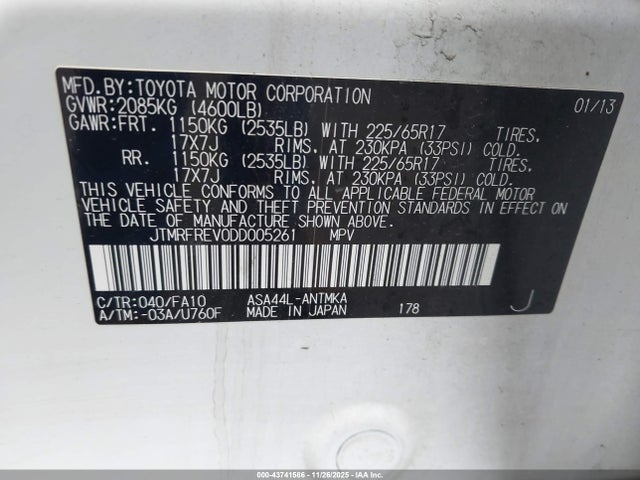 MFD.BY:TOYOTA MOTOR CORPORATION 01/13
GVWR:2085KG (4600LB)
GAWR:FRT. 1150KG (2535LB) WITH 225/65R17 TIRES,
17X7J RIMS, AT 230KPA (33PSI) COLD.
RR. 1150KG (2535LB) WITH 225/65R17 TIRES,
17X7J RIMS, AT 230KPA (33PSI) COLD.
THIS VEHICLE CONFORMS TO ALL APPLICABLE FEDERAL MOTOR
VEHICLE SAFETY AND THEFT PREVENTION STANDARDS IN EFFECT ON
THE DATE OF MANUFACTURE SHOWN ABOVE.
JTMRFREV0DD005261 MPV
C/TR:040/FA10 ASA44L-ANTMKA
A/TM:-03A/U760F MADE IN JAPAN 178 J
000-43741586 - 11/26/2025 - IAA Inc.